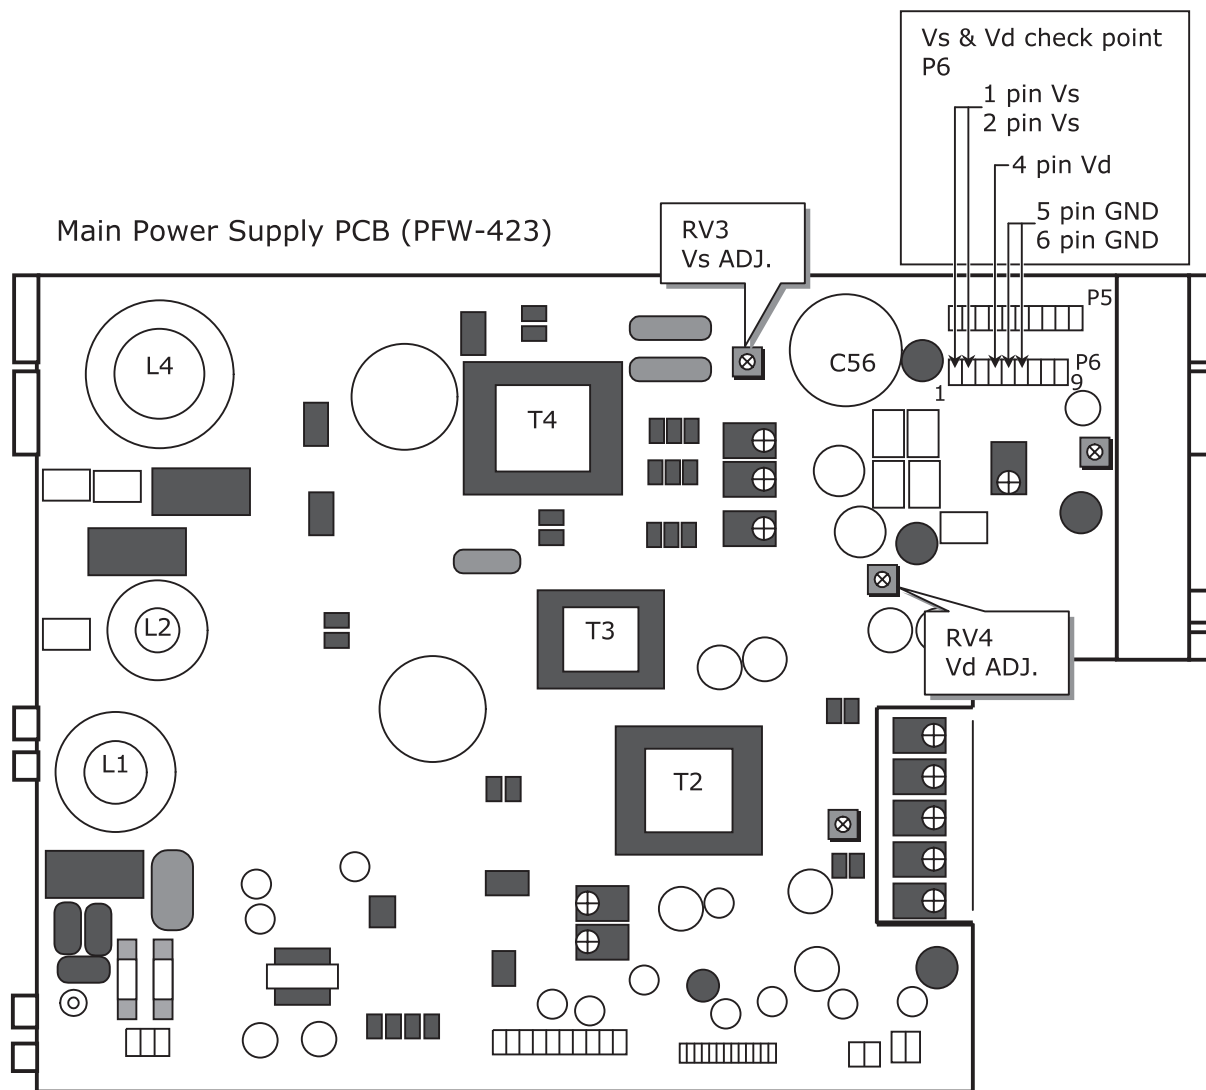 Vs & Vd check point
P6
1 pin Vs
2 pin Vs
4 pin Vd
5 pin GND
6 pin GND
Main Power Supply PCB (PFW-423)
RV3
Vs ADJ.
P5
L4
C56
P6
1
9
T4
L2
T3
RV4
Vd ADJ.
L1
T2